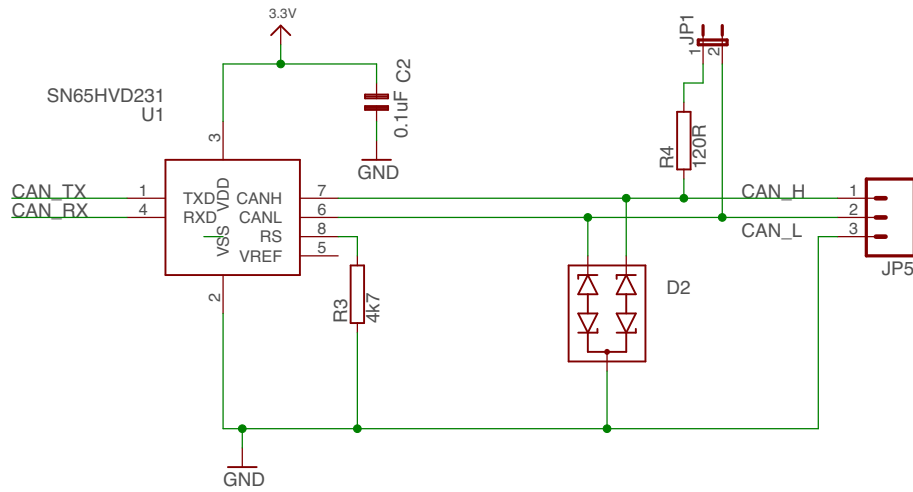 3.3V
JP1
1
2
C2
0.1uF
GND
SN65HVD231
U1
3
R4
120R
CAN_TX
1
TXD
VDD
CANH
7
CAN_H
1
CAN_RX
4
RXD
CANL
6
2
VSS
RS
8
CAN_L
3
VREF
5
JP5
2
R3
4k7
D2
GND